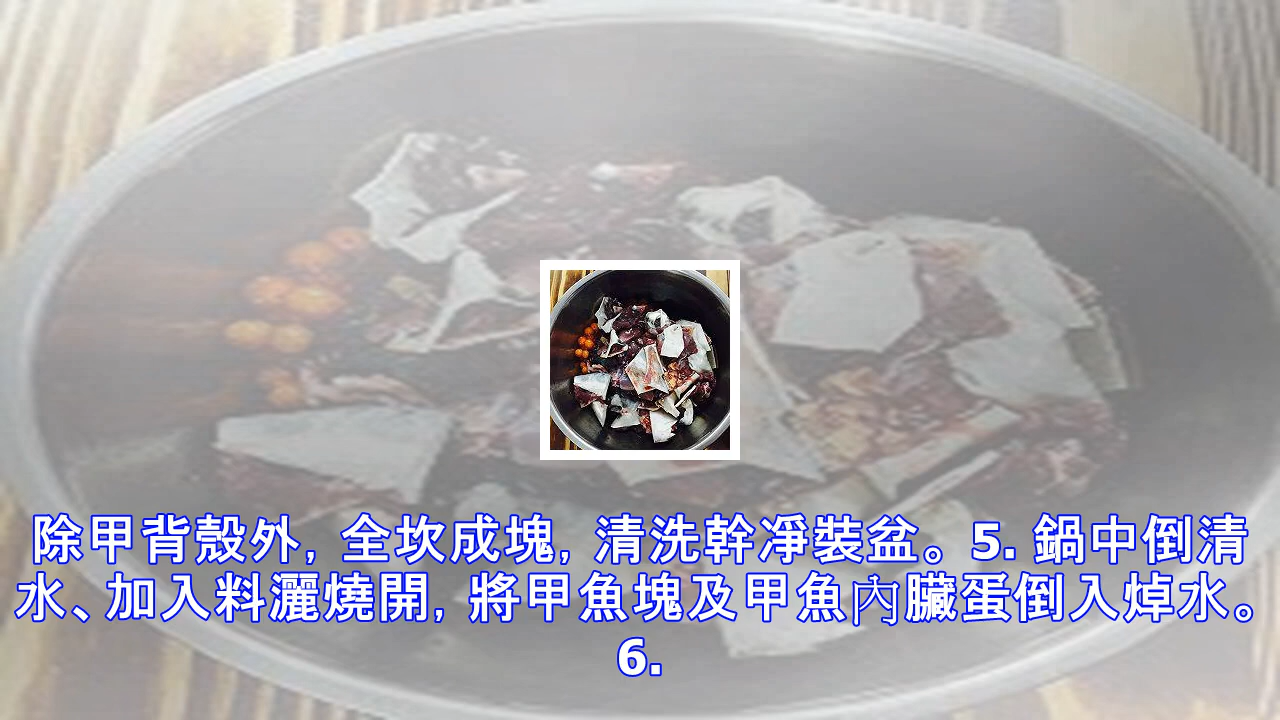 除甲背殼外, 全坎成塊, 清洗幹凈裝盆。5. 鍋中倒清
水、加入料灑燒開, 將甲魚塊及甲魚內臟蛋倒入焯水。
6.